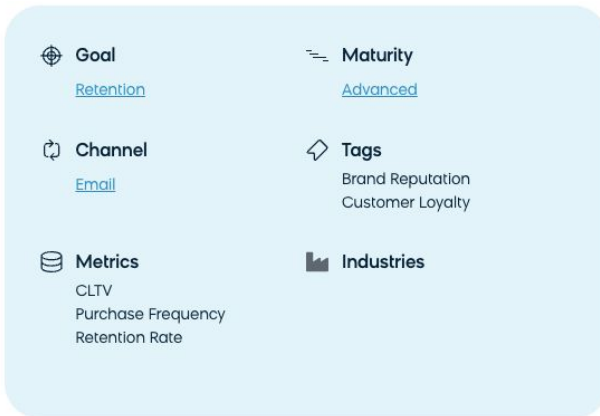 Goal
Retention
Maturity
Advanced
Channel
Email
Tags
Brand Reputation
Customer Loyalty
Metrics
CLTV
Purchase Frequency
Retention Rate
Industries